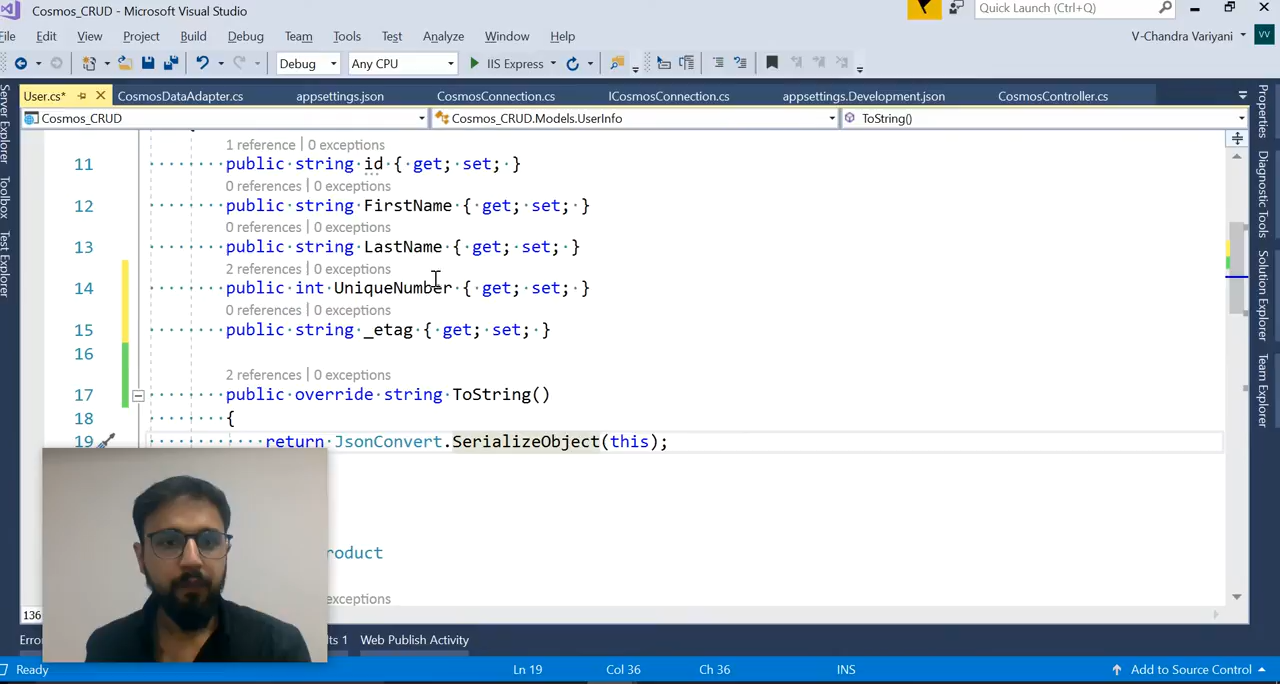 Cosmos_CRUD - Microsoft Visual Studio
Quick Launch (Ctrl+Q)
File Edit View Project Build Debug Team Tools Test Analyze Window Help
V-Chandra Variyani VV
Debug Any CPU IIS Express
User.cs* CosmosDataAdapter.cs appsettings.json CosmosConnection.cs ICosmosConnection.cs appsettings.Development.json CosmosController.cs
Cosmos_CRUD Cosmos_CRUD.Models.UserInfo ToString()
Server Explorer
Toolbox
Test Explorer
1 reference | 0 exceptions
11 public string id { get; set; }
0 references | 0 exceptions
12 public string FirstName { get; set; }
0 references | 0 exceptions
13 public string LastName { get; set; }
2 references | 0 exceptions
14 public int UniqueNumber { get; set; }
0 references | 0 exceptions
15 public string _etag { get; set; }
16
2 references | 0 exceptions
17 public override string ToString()
18 {
19 return JsonConvert.SerializeObject(this);
roduct
exceptions
136
Properties
Diagnostic Tools
Solution Explorer
Team Explorer
Erro ts 1 Web Publish Activity
Ready Ln 19 Col 36 Ch 36 INS Add to Source Control